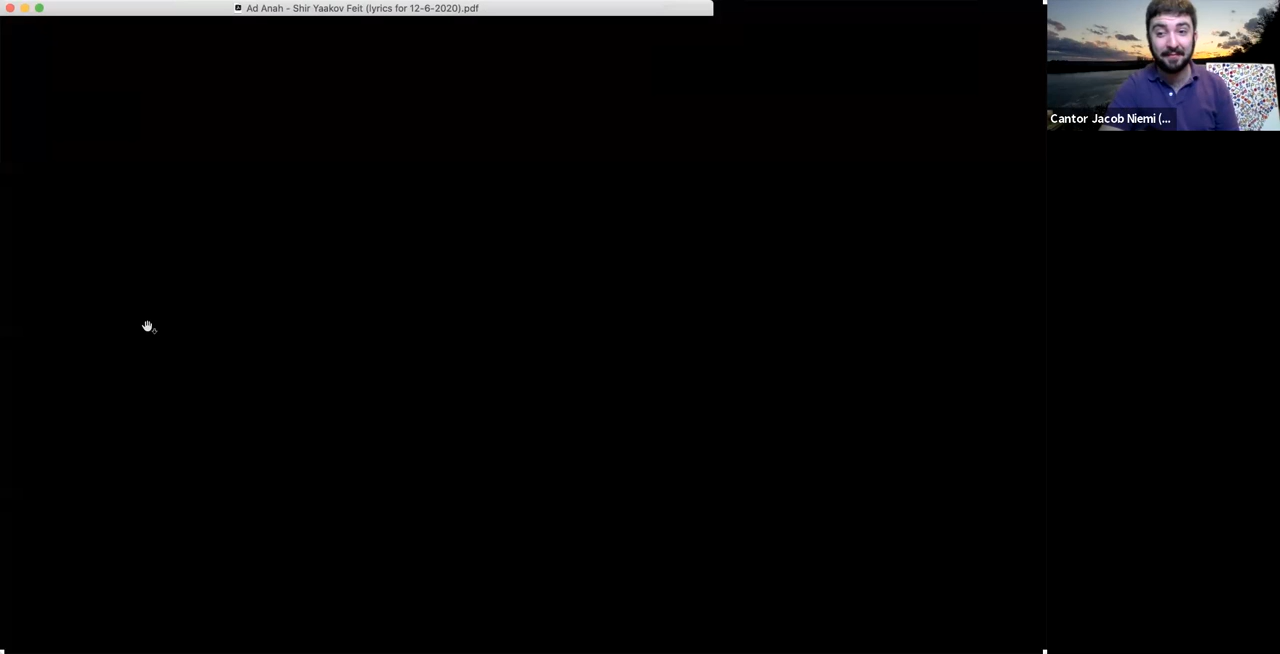 Ad Anah - Shir Yaakov Feit (lyrics for 12-6-2020).pdf
Cantor Jacob Niemi (...